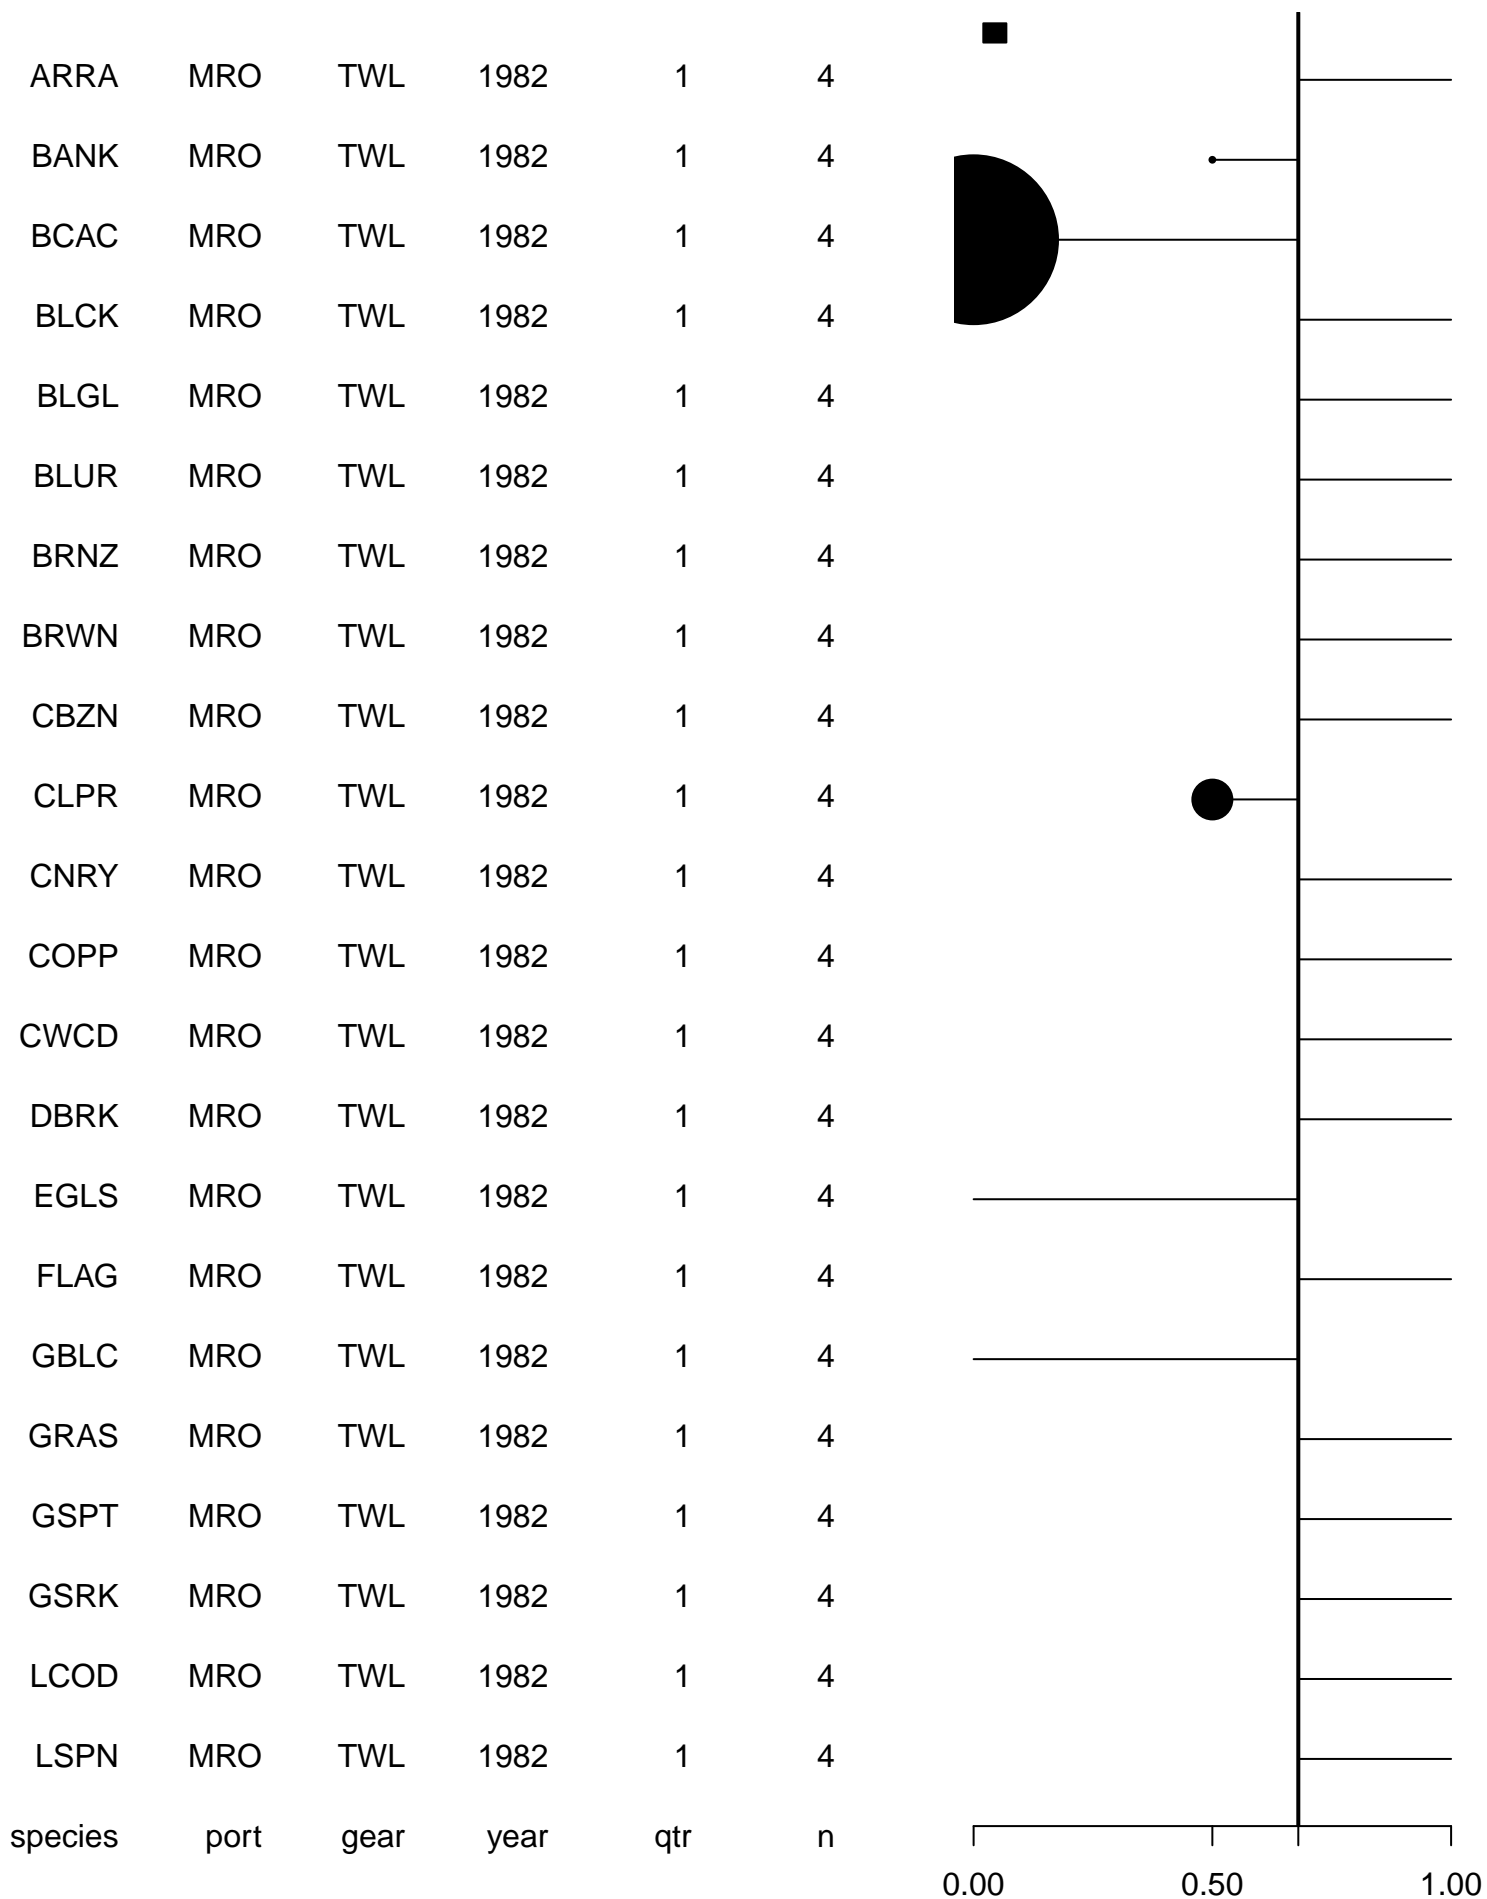 ARRA MRO TWL 1982 1 4
BANK MRO TWL 1982 1 4
BCAC MRO TWL 1982 1 4
BLCK MRO TWL 1982 1 4
BLGL MRO TWL 1982 1 4
BLUR MRO TWL 1982 1 4
BRNZ MRO TWL 1982 1 4
BRWN MRO TWL 1982 1 4
CBZN MRO TWL 1982 1 4
CLPR MRO TWL 1982 1 4
CNRY MRO TWL 1982 1 4
COPP MRO TWL 1982 1 4
CWCD MRO TWL 1982 1 4
DBRK MRO TWL 1982 1 4
EGLS MRO TWL 1982 1 4
FLAG MRO TWL 1982 1 4
GBLC MRO TWL 1982 1 4
GRAS MRO TWL 1982 1 4
GSPT MRO TWL 1982 1 4
GSRK MRO TWL 1982 1 4
LCOD MRO TWL 1982 1 4
LSPN MRO TWL 1982 1 4
species port gear year qtr n
0.00 0.50 1.00